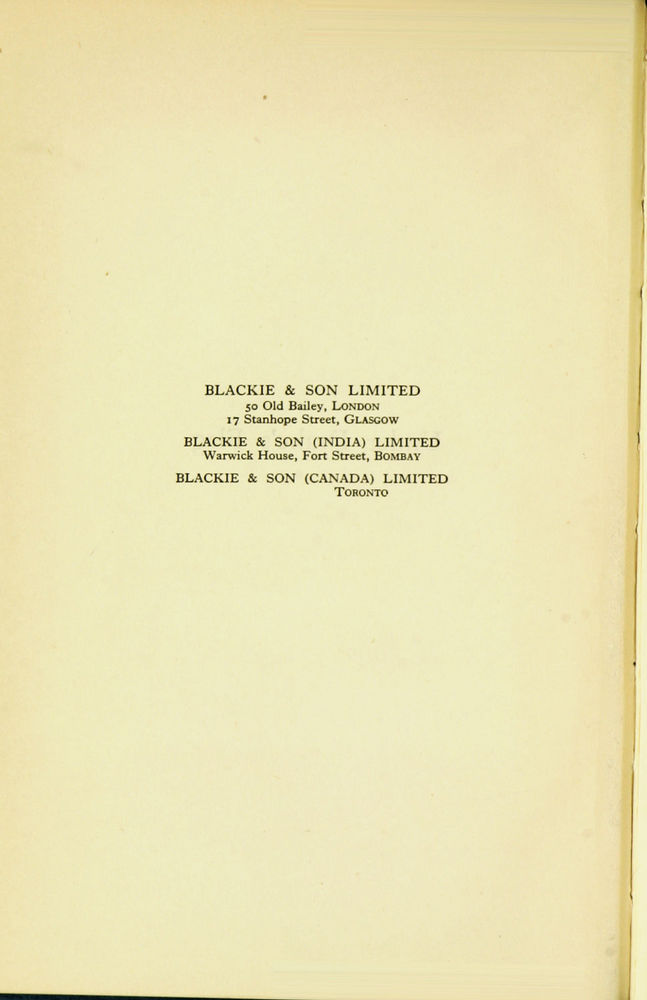 BLACKIE & SON LIMITED
50 Old Bailey, LONDON
17 Stanhope Street, GLASGOW
BLACKIE & SON (INDIA) LIMITED
Warwick House, Fort Street, BOMBAY
BLACKIE & SON (CANADA) LIMITED
TORONTO